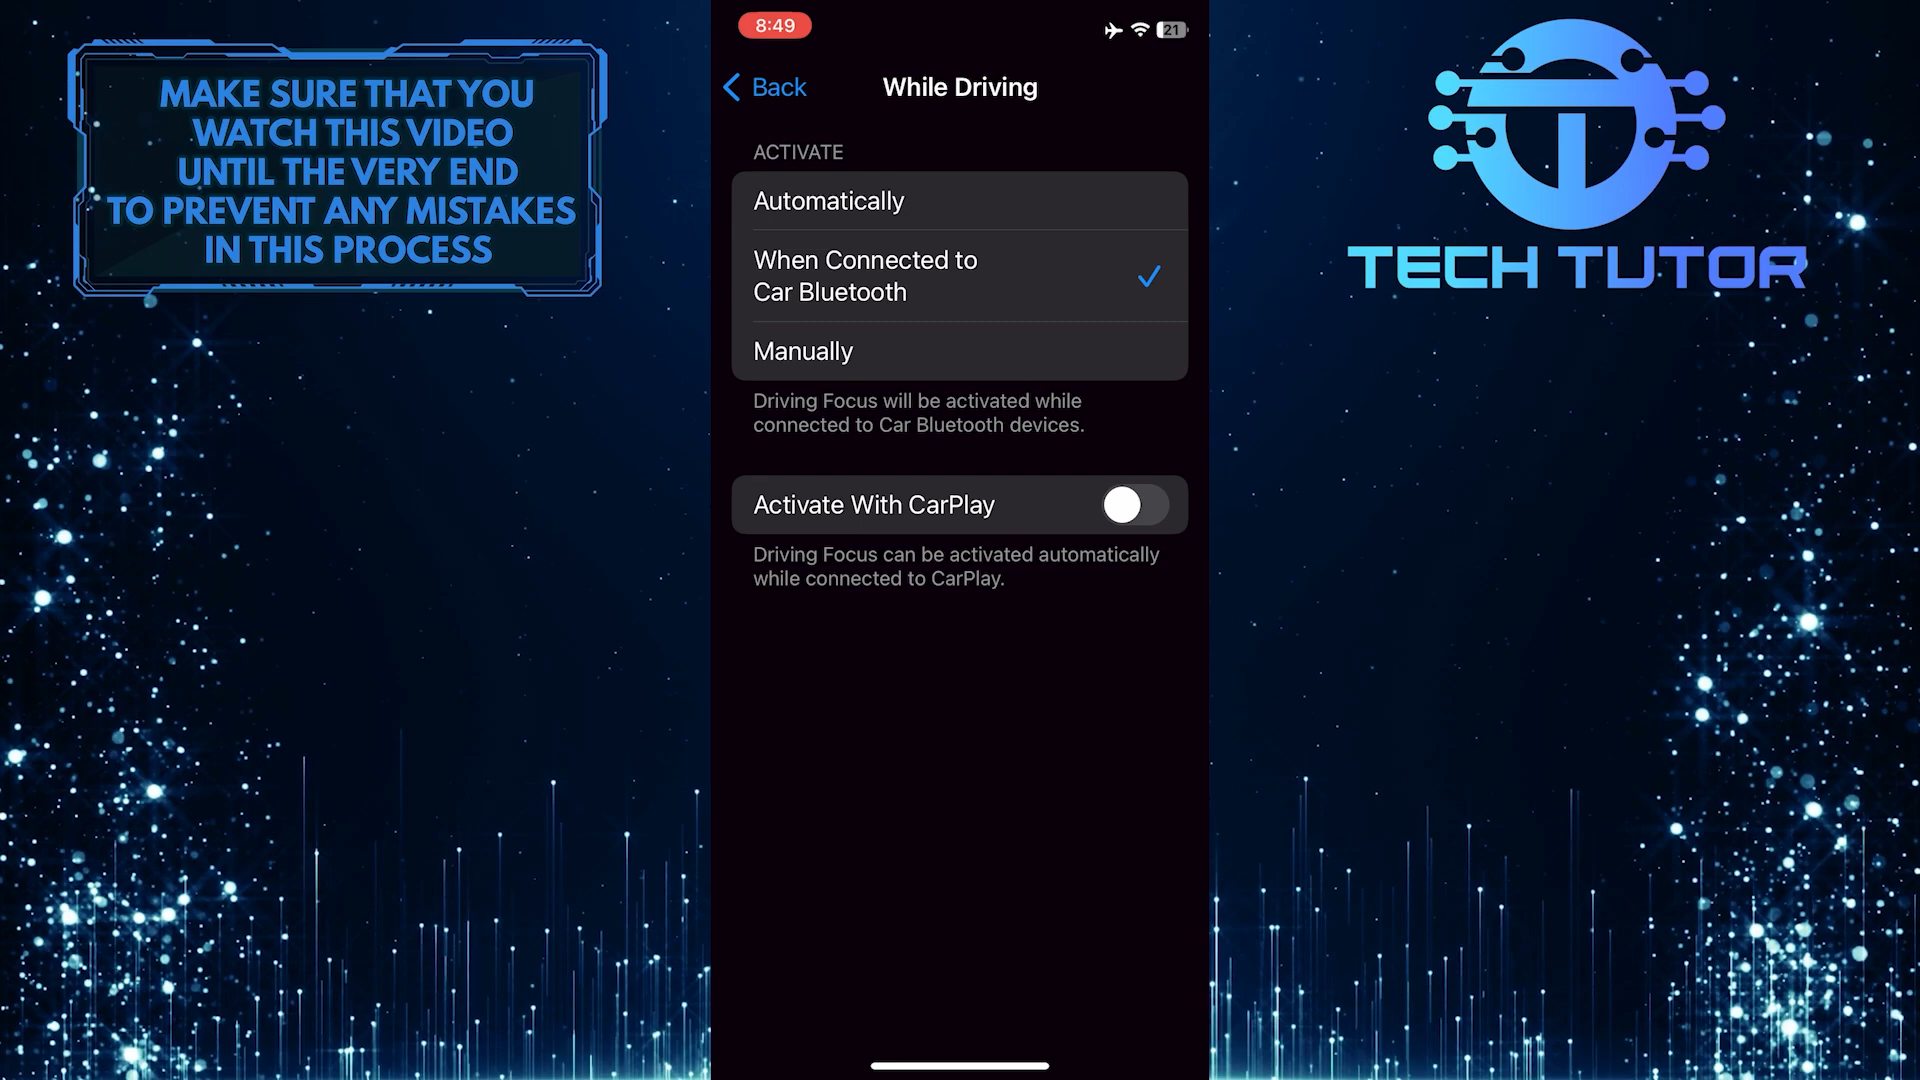 MAKE SURE THAT YOU
WATCH THIS VIDEO
UNTIL THE VERY END
TO PREVENT ANY MISTAKES
IN THIS PROCESS
8:49
21
Back
While Driving
ACTIVATE
Automatically
When Connected to
Car Bluetooth
Manually
Driving Focus will be activated while
connected to Car Bluetooth devices.
Activate With CarPlay
Driving Focus can be activated automatically
while connected to CarPlay.
TECH TUTOR